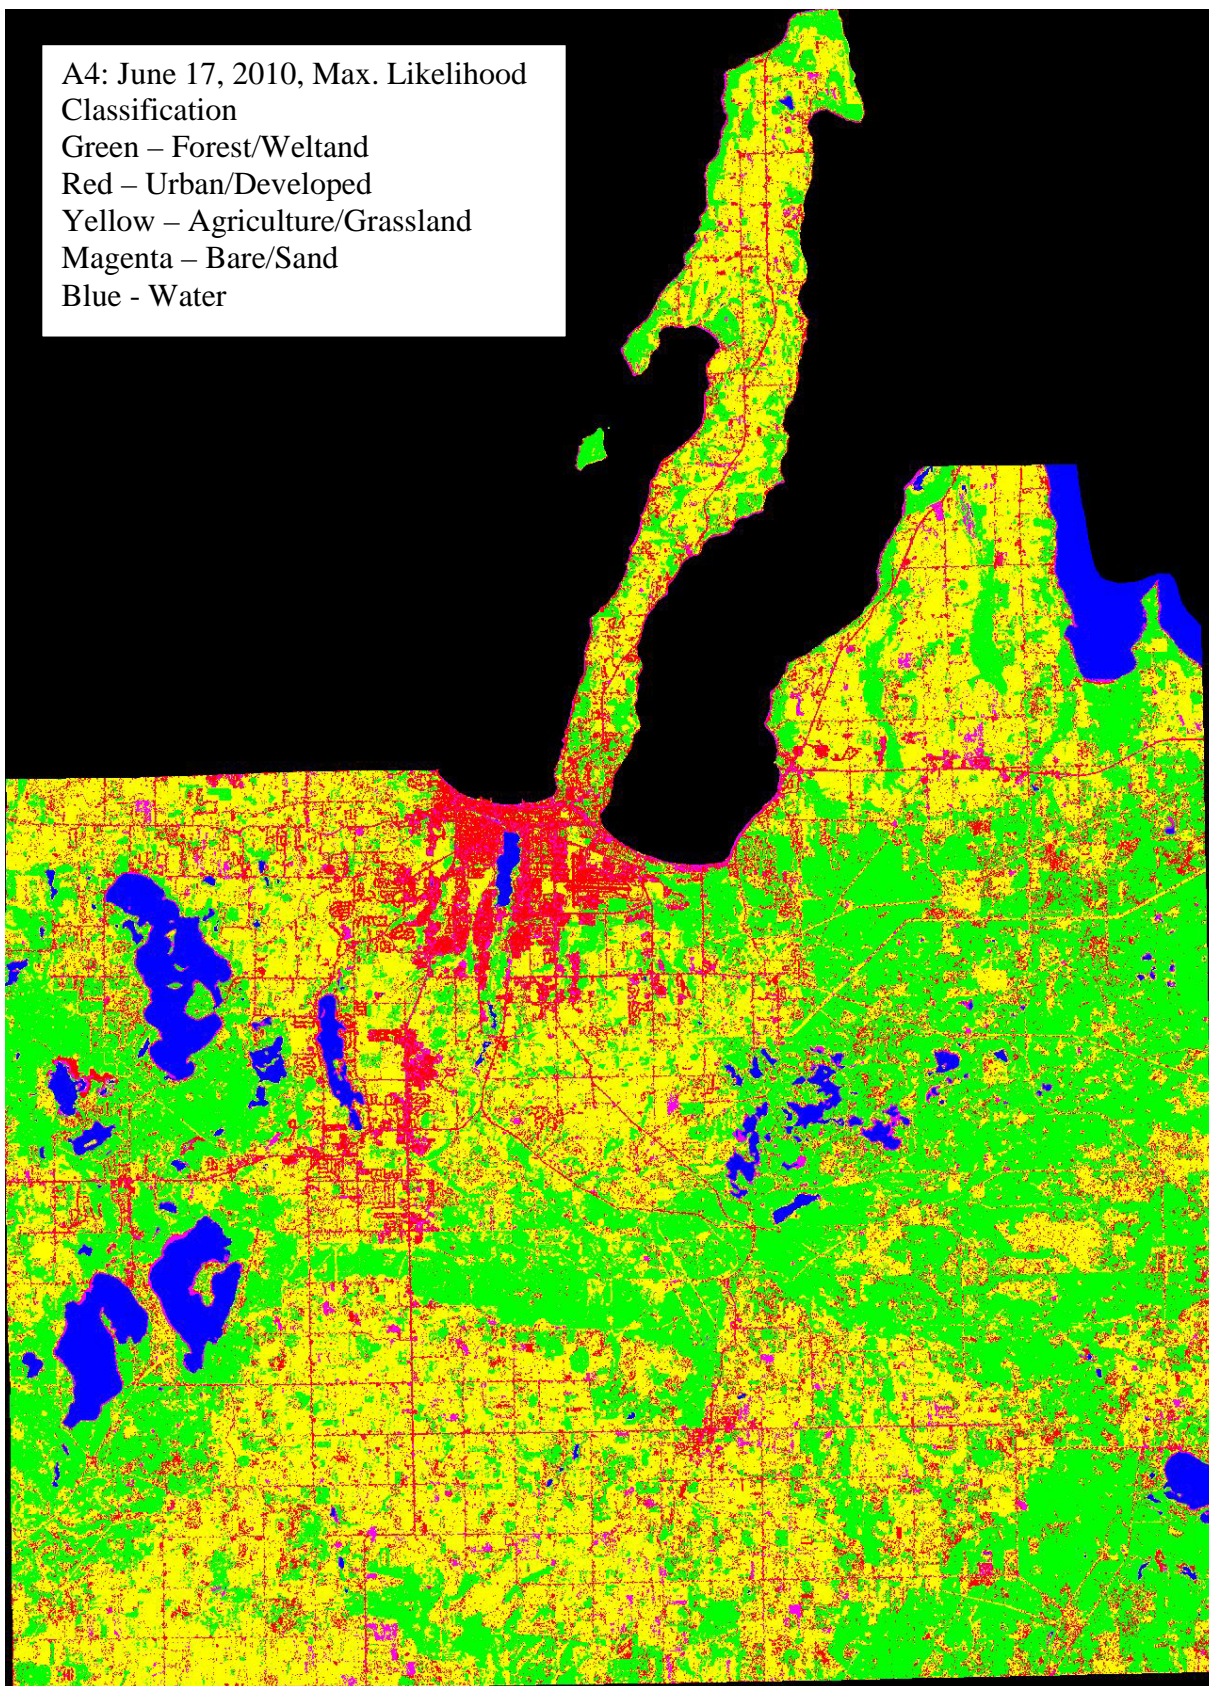 A4: June 17, 2010, Max. Likelihood
Classification
Green – Forest/Weltand
Red – Urban/Developed
Yellow – Agriculture/Grassland
Magenta – Bare/Sand
Blue - Water